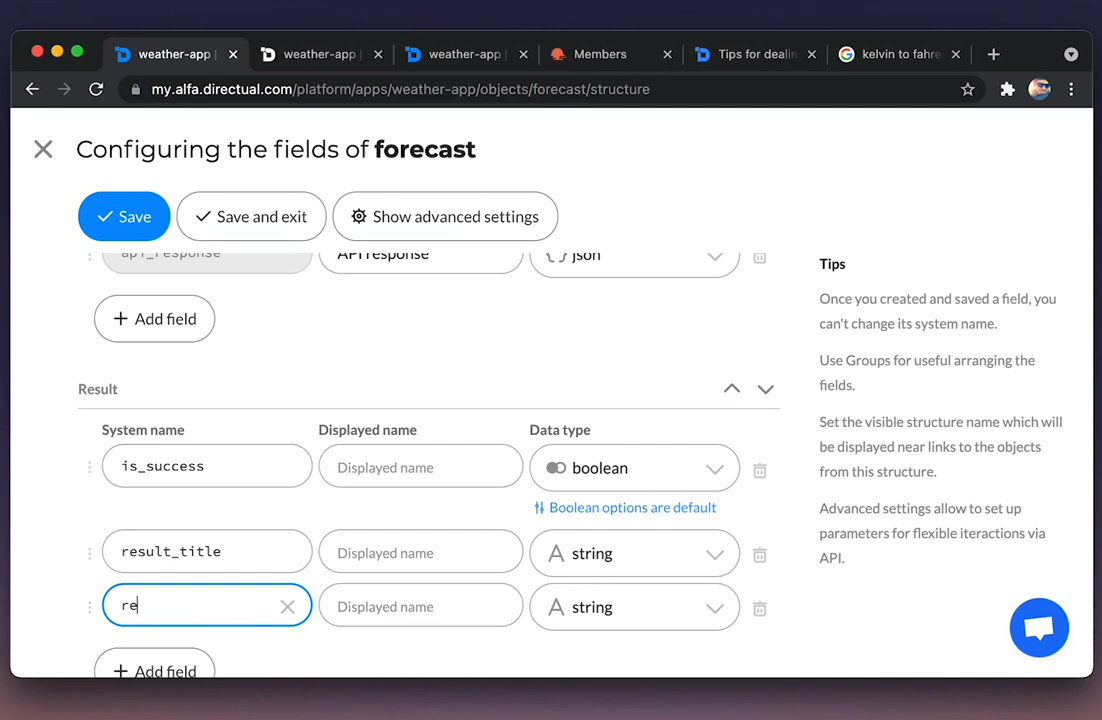 weather-app
weather-app
weather-app
Members
Tips for dealin
kelvin to fahre
my.alfa.directual.com/platform/apps/weather-app/objects/forecast/structure
Configuring the fields of forecast
Save
Save and exit
Show advanced settings
api_response
API response
json
Add field
Result
System name
Displayed name
Data type
is_success
Displayed name
boolean
Boolean options are default
result_title
Displayed name
string
re
Displayed name
string
Add field
Tips
Once you created and saved a field, you
can't change its system name.
Use Groups for useful arranging the
fields.
Set the visible structure name which will
be displayed near links to the objects
from this structure.
Advanced settings allow to set up
parameters for flexible iteractions via
API.